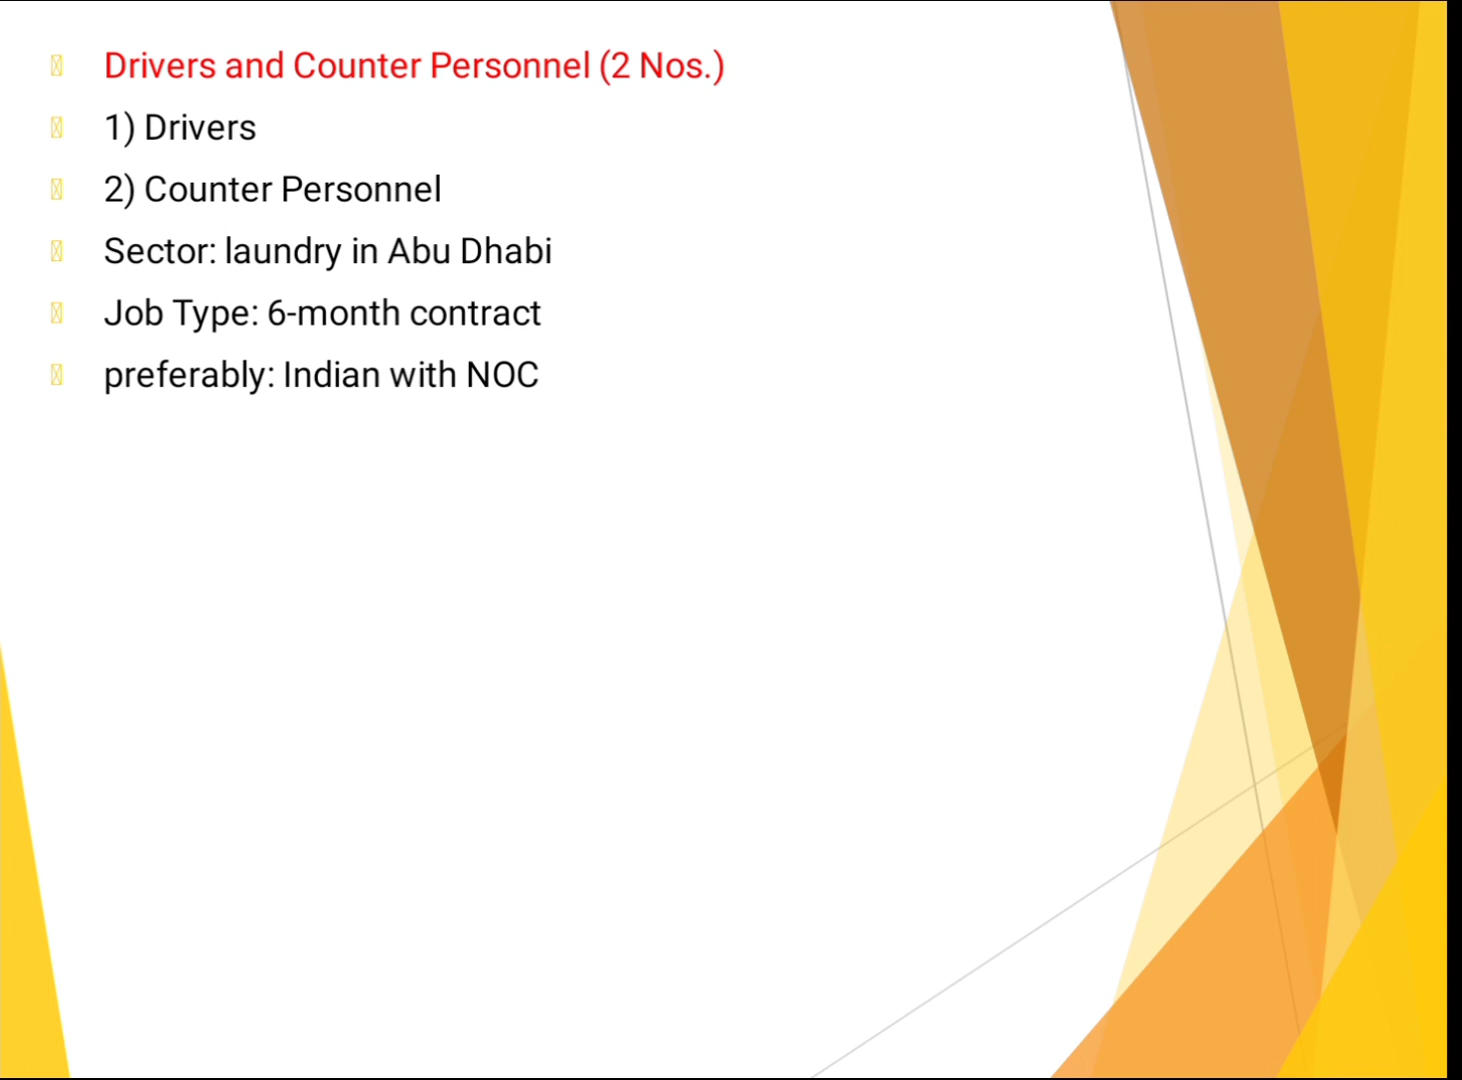 Drivers and Counter Personnel (2 Nos.)
1) Drivers
2) Counter Personnel
Sector: laundry in Abu Dhabi
Job Type: 6-month contract
preferably: Indian with NOC